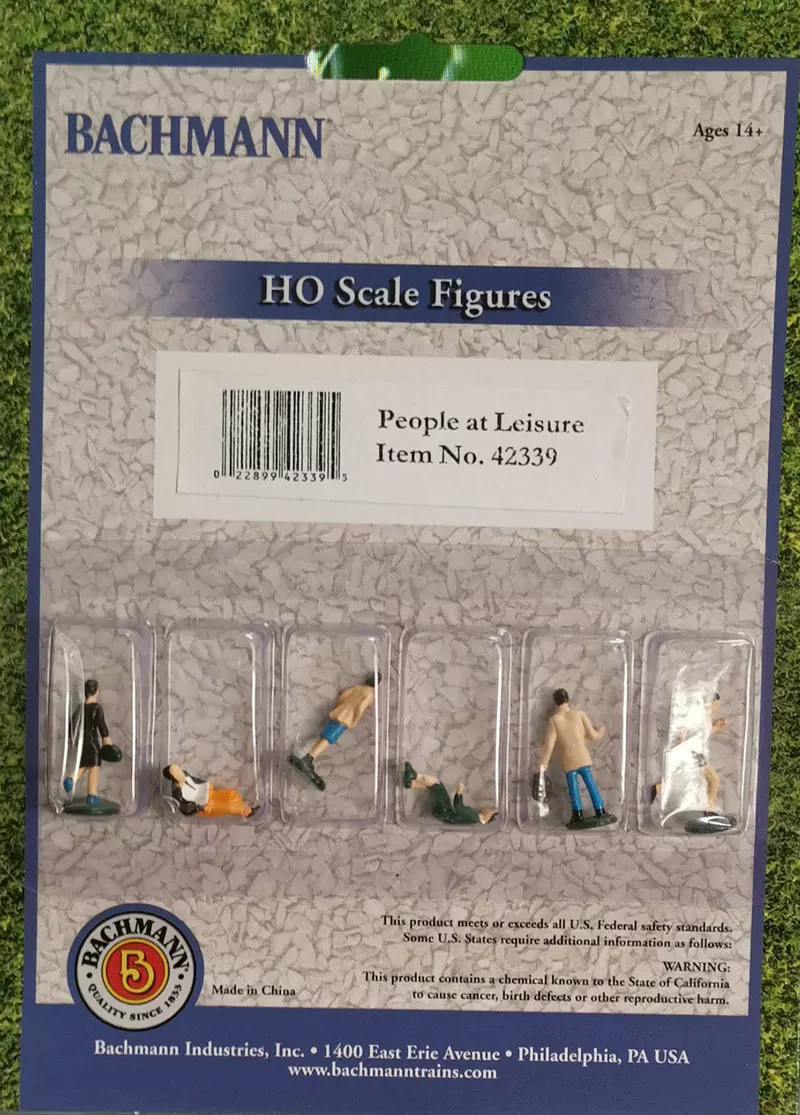 BACHMANN
Ages 14+
HO Scale Figures
People at Leisure
Item No. 42339
0 22899 42339 5
This product meets or exceeds all U.S. Federal safety standards.
Some U.S. States require additional information as follows:
WARNING:
This product contains a chemical known to the State of California
to cause cancer, birth defects or other reproductive harm.
BACHMANN
B
QUALITY SINCE 1833
Made in China
Bachmann Industries, Inc. • 1400 East Erie Avenue • Philadelphia, PA USA
www.bachmanntrains.com